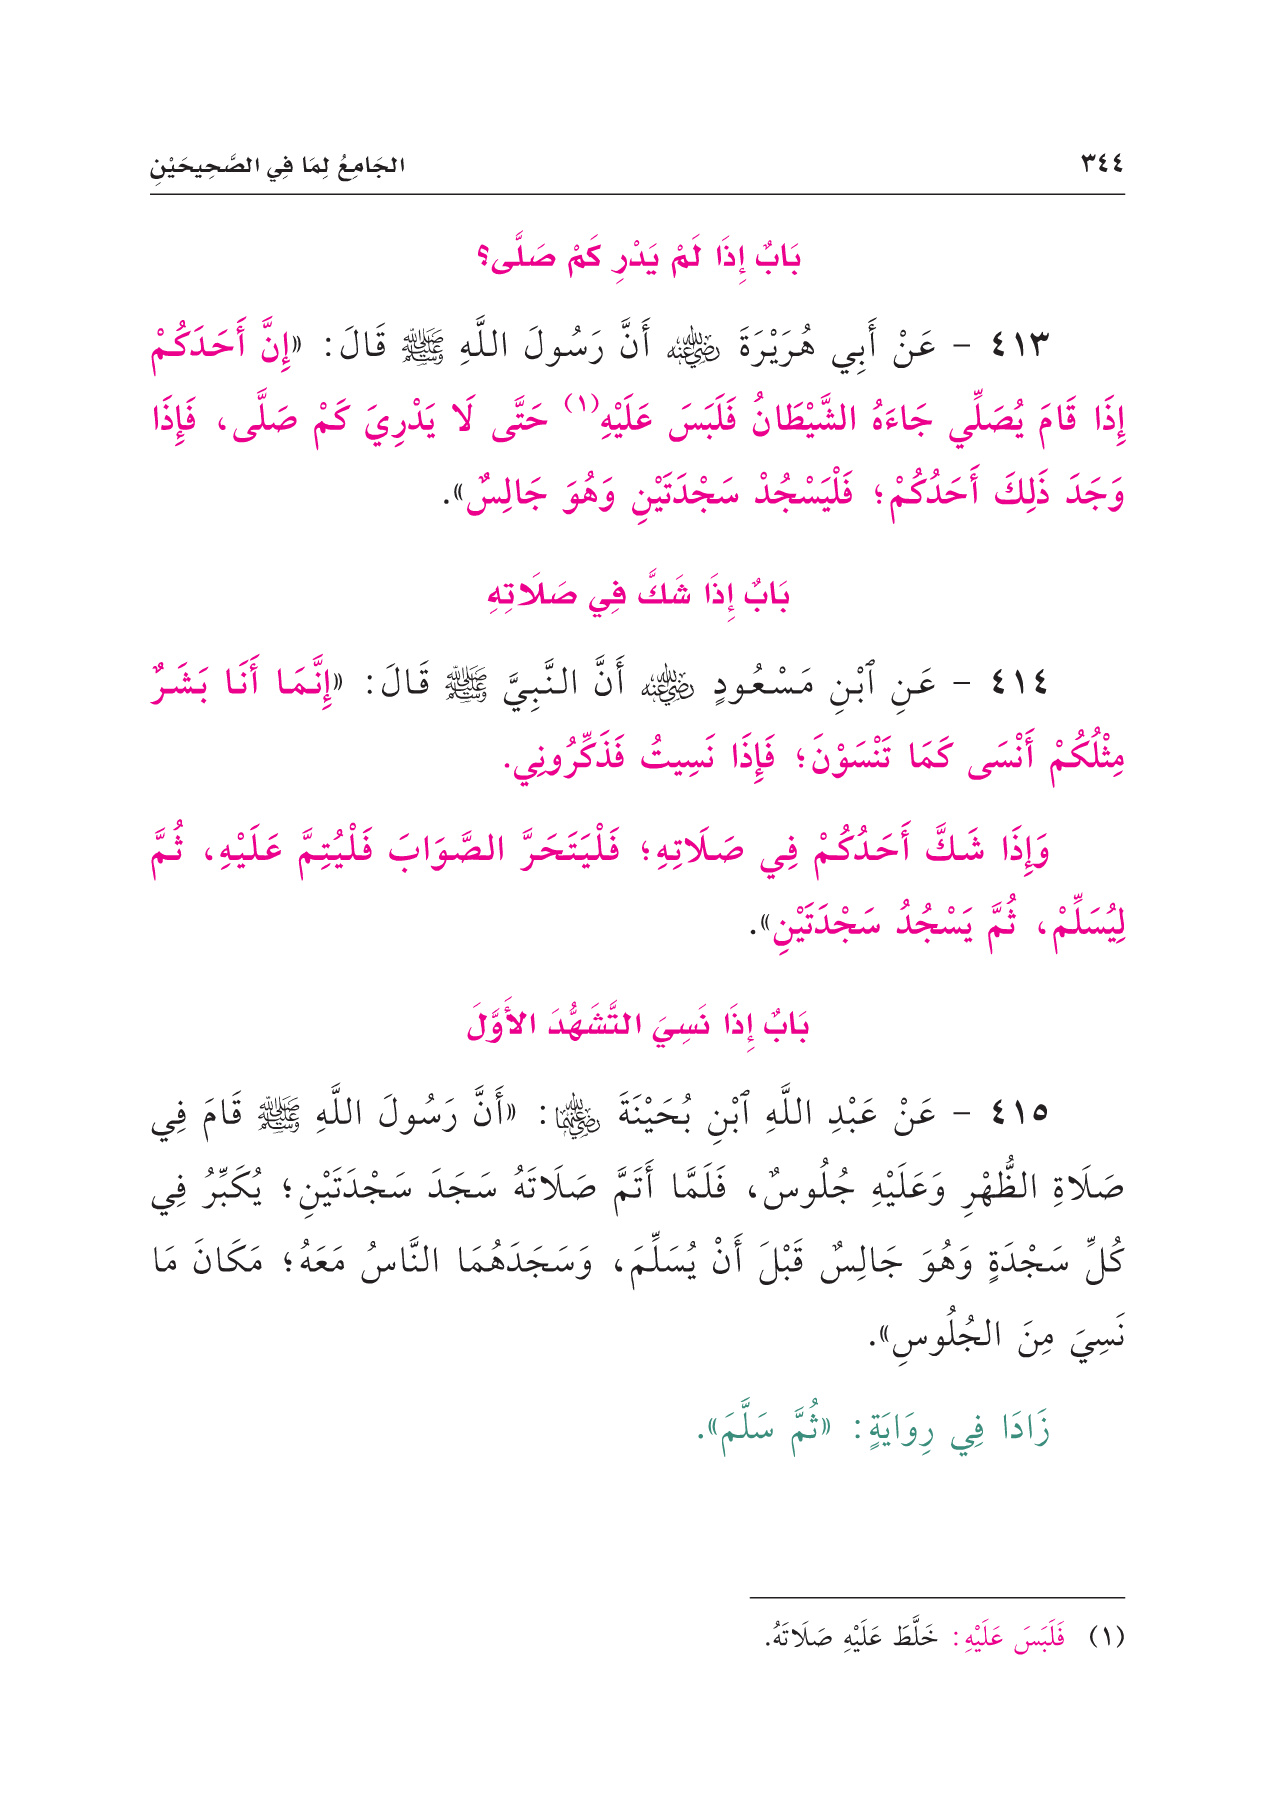 ٣٤٤ الجَامِعُ لِمَا فِي الصَّحِيحَيْنِ
بَابٌ إِذَا لَمْ يَدْرِ كَمْ صَلَّى؟
٤١٣ - عَنْ أَبِي هُرَيْرَةَ رضي الله عنه أَنَّ رَسُولَ اللَّهِ ﷺ قَالَ: «إِنَّ أَحَدَكُمْ
إِذَا قَامَ يُصَلِّي جَاءَهُ الشَّيْطَانُ فَلَبَسَ عَلَيْهِ(١) حَتَّى لَا يَدْرِيَ كَمْ صَلَّى، فَإِذَا
وَجَدَ ذَلِكَ أَحَدُكُمْ؛ فَلْيَسْجُدْ سَجْدَتَيْنِ وَهُوَ جَالِسٌ».
بَابٌ إِذَا شَكَّ فِي صَلَاتِهِ
٤١٤ - عَنِ ٱبْنِ مَسْعُودٍ رضي الله عنه أَنَّ النَّبِيَّ ﷺ قَالَ: «إِنَّمَا أَنَا بَشَرٌ
مِثْلُكُمْ أَنْسَى كَمَا تَنْسَوْنَ؛ فَإِذَا نَسِيتُ فَذَكِّرُونِي.
وَإِذَا شَكَّ أَحَدُكُمْ فِي صَلَاتِهِ؛ فَلْيَتَحَرَّ الصَّوَابَ فَلْيُتِمَّ عَلَيْهِ، ثُمَّ
لِيُسَلِّمْ، ثُمَّ يَسْجُدُ سَجْدَتَيْنِ».
بَابٌ إِذَا نَسِيَ التَّشَهُّدَ الأَوَّلَ
٤١٥ - عَنْ عَبْدِ اللَّهِ ٱبْنِ بُحَيْنَةَ رضي الله عنهما: «أَنَّ رَسُولَ اللَّهِ ﷺ قَامَ فِي
صَلَاةِ الظُّهْرِ وَعَلَيْهِ جُلُوسٌ، فَلَمَّا أَتَمَّ صَلَاتَهُ سَجَدَ سَجْدَتَيْنِ؛ يُكَبِّرُ فِي
كُلِّ سَجْدَةٍ وَهُوَ جَالِسٌ قَبْلَ أَنْ يُسَلِّمَ، وَسَجَدَهُمَا النَّاسُ مَعَهُ؛ مَكَانَ مَا
نَسِيَ مِنَ الجُلُوسِ».
زَادَا فِي رِوَايَةٍ: «ثُمَّ سَلَّمَ».
(١) فَلَبَسَ عَلَيْهِ: خَلَّطَ عَلَيْهِ صَلَاتَهُ.